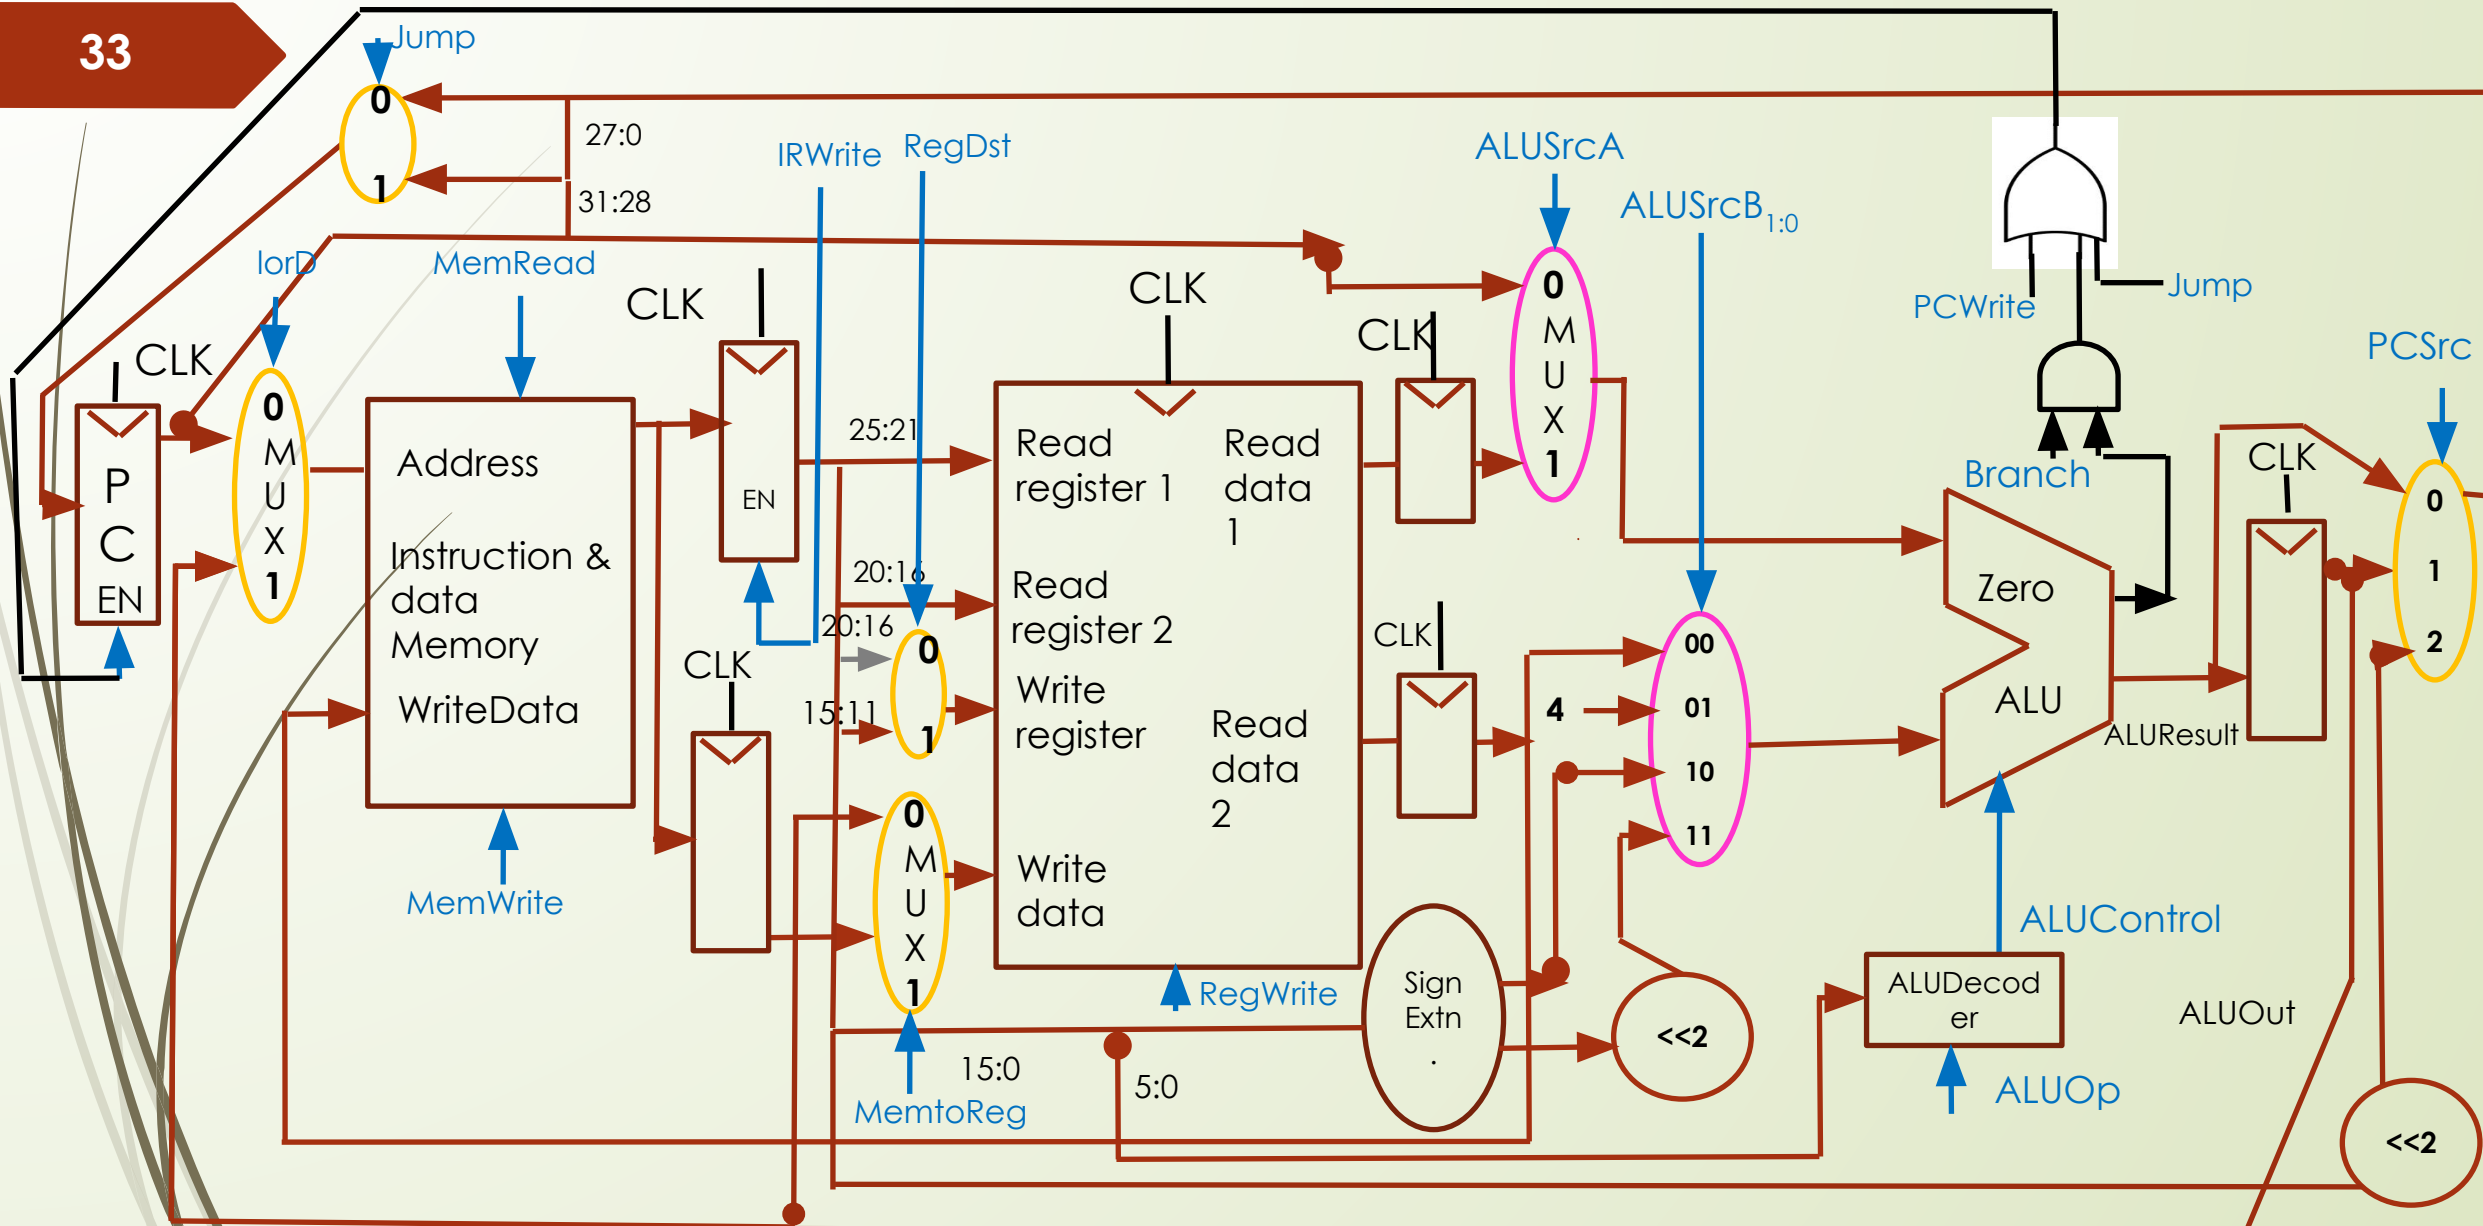 33
Jump
0
1
27:0
31:28
IRWrite
RegDst
ALUSrcA
ALUSrcB1:0
IorD
MemRead
CLK
CLK
CLK
CLK
PCWrite
Jump
PCSrc
0
M
U
X
1
P
C
EN
0
M
U
X
1
Address
Instruction &
data
Memory
WriteData
MemWrite
EN
25:21
20:16
20:16
15:11
CLK
0
1
0
M
U
X
1
MemtoReg
Read
register 1
Read
register 2
Write
register
Write
data
Read
data
1
Read
data
2
RegWrite
15:0
5:0
CLK
4
00
01
10
11
Sign
Extn
.
<<2
Branch
Zero
ALU
ALUResult
CLK
0
1
2
ALUControl
ALUDecod
er
ALUOp
ALUOut
<<2